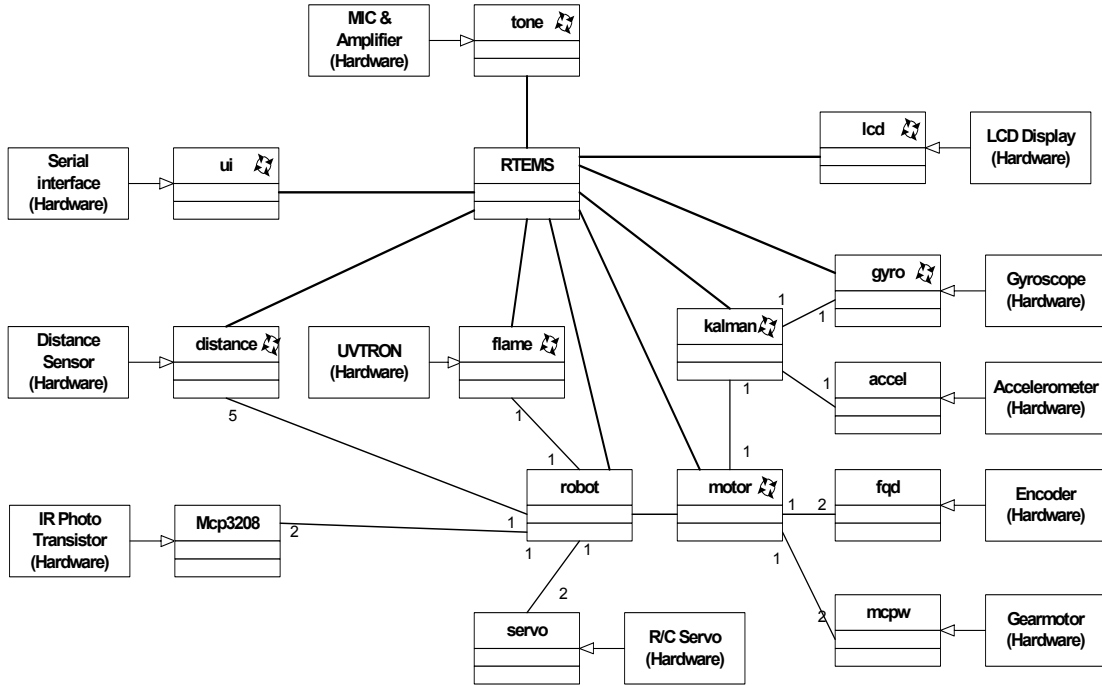 MIC &
Amplifier
(Hardware)
tone
lcd
LCD Display
(Hardware)
Serial
interface
(Hardware)
ui
RTEMS
gyro
Gyroscope
(Hardware)
1
1
kalman
Distance
Sensor
(Hardware)
distance
UVTRON
(Hardware)
flame
accel
Accelerometer
(Hardware)
1
1
5
1
1
1
robot
motor
fqd
Encoder
(Hardware)
1
2
IR Photo
Transistor
(Hardware)
Mcp3208
2
1
1
1
1
2
servo
R/C Servo
(Hardware)
2
mcpw
Gearmotor
(Hardware)